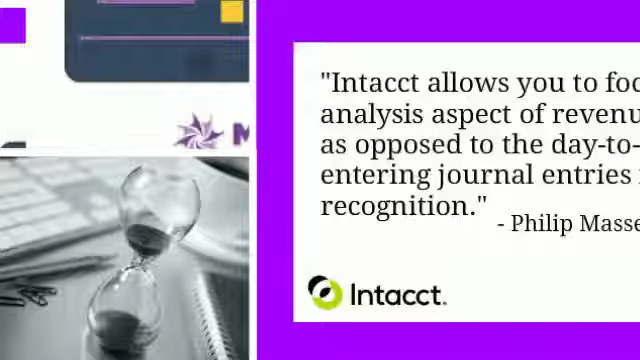 "Intacct allows you to foc
analysis aspect of revenu
as opposed to the day-to-
entering journal entries
recognition."
- Philip Masse
Intacct.
M